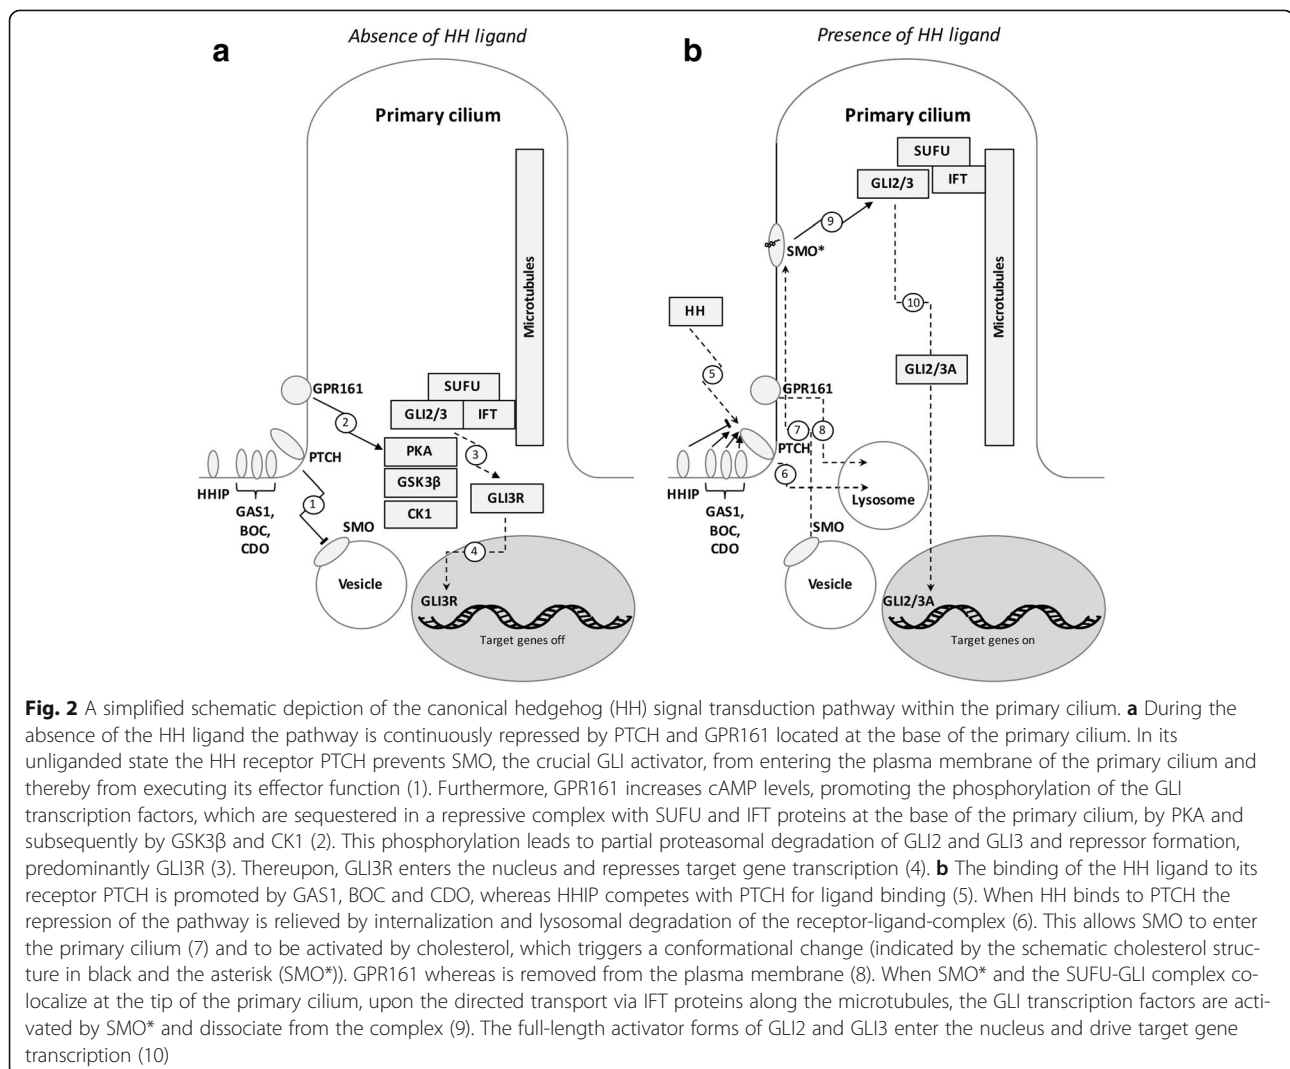 a
Absence of HH ligand
Primary cilium
Microtubules
GPR161
SUFU
GLI2/3
IFT
2
PTCH
PKA
3
GSK3β
GLI3R
CK1
HHIP
GAS1,
BOC,
CDO
1
SMO
Vesicle
4
GLI3R
Target genes off
b
Presence of HH ligand
Primary cilium
SUFU
GLI2/3
IFT
9
SMO*
Microtubules
HH
10
5
GPR161
GLI2/3A
7
8
PTCH
6
Lysosome
HHIP
GAS1,
BOC,
CDO
SMO
Vesicle
GLI2/3A
Target genes on
Fig. 2 A simplified schematic depiction of the canonical hedgehog (HH) signal transduction pathway within the primary cilium. a During the
absence of the HH ligand the pathway is continuously repressed by PTCH and GPR161 located at the base of the primary cilium. In its
unliganded state the HH receptor PTCH prevents SMO, the crucial GLI activator, from entering the plasma membrane of the primary cilium and
thereby from executing its effector function (1). Furthermore, GPR161 increases cAMP levels, promoting the phosphorylation of the GLI
transcription factors, which are sequestered in a repressive complex with SUFU and IFT proteins at the base of the primary cilium, by PKA and
subsequently by GSK3β and CK1 (2). This phosphorylation leads to partial proteasomal degradation of GLI2 and GLI3 and repressor formation,
predominantly GLI3R (3). Thereupon, GLI3R enters the nucleus and represses target gene transcription (4). b The binding of the HH ligand to its
receptor PTCH is promoted by GAS1, BOC and CDO, whereas HHIP competes with PTCH for ligand binding (5). When HH binds to PTCH the
repression of the pathway is relieved by internalization and lysosomal degradation of the receptor-ligand-complex (6). This allows SMO to enter
the primary cilium (7) and to be activated by cholesterol, which triggers a conformational change (indicated by the schematic cholesterol struc-
ture in black and the asterisk (SMO*)). GPR161 whereas is removed from the plasma membrane (8). When SMO* and the SUFU-GLI complex co-
localize at the tip of the primary cilium, upon the directed transport via IFT proteins along the microtubules, the GLI transcription factors are acti-
vated by SMO* and dissociate from the complex (9). The full-length activator forms of GLI2 and GLI3 enter the nucleus and drive target gene
transcription (10)